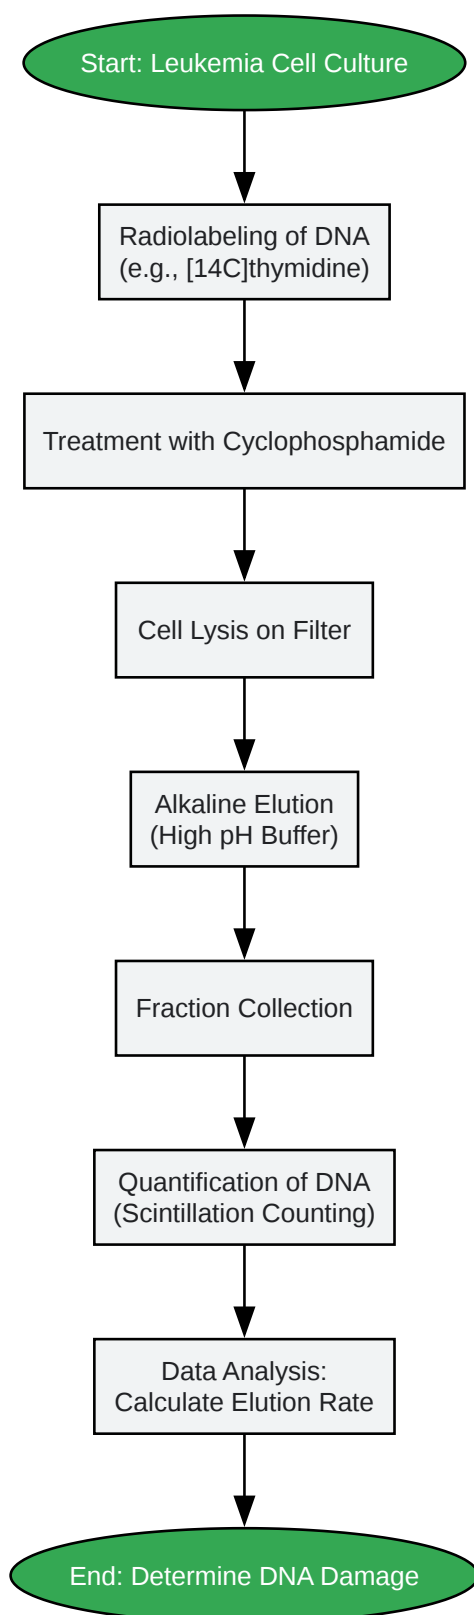 Start: Leukemia Cell Culture
Radiolabeling of DNA
(e.g., [14C]thymidine)
Treatment with Cyclophosphamide
Cell Lysis on Filter
Alkaline Elution
(High pH Buffer)
Fraction Collection
Quantification of DNA
(Scintillation Counting)
Data Analysis:
Calculate Elution Rate
End: Determine DNA Damage